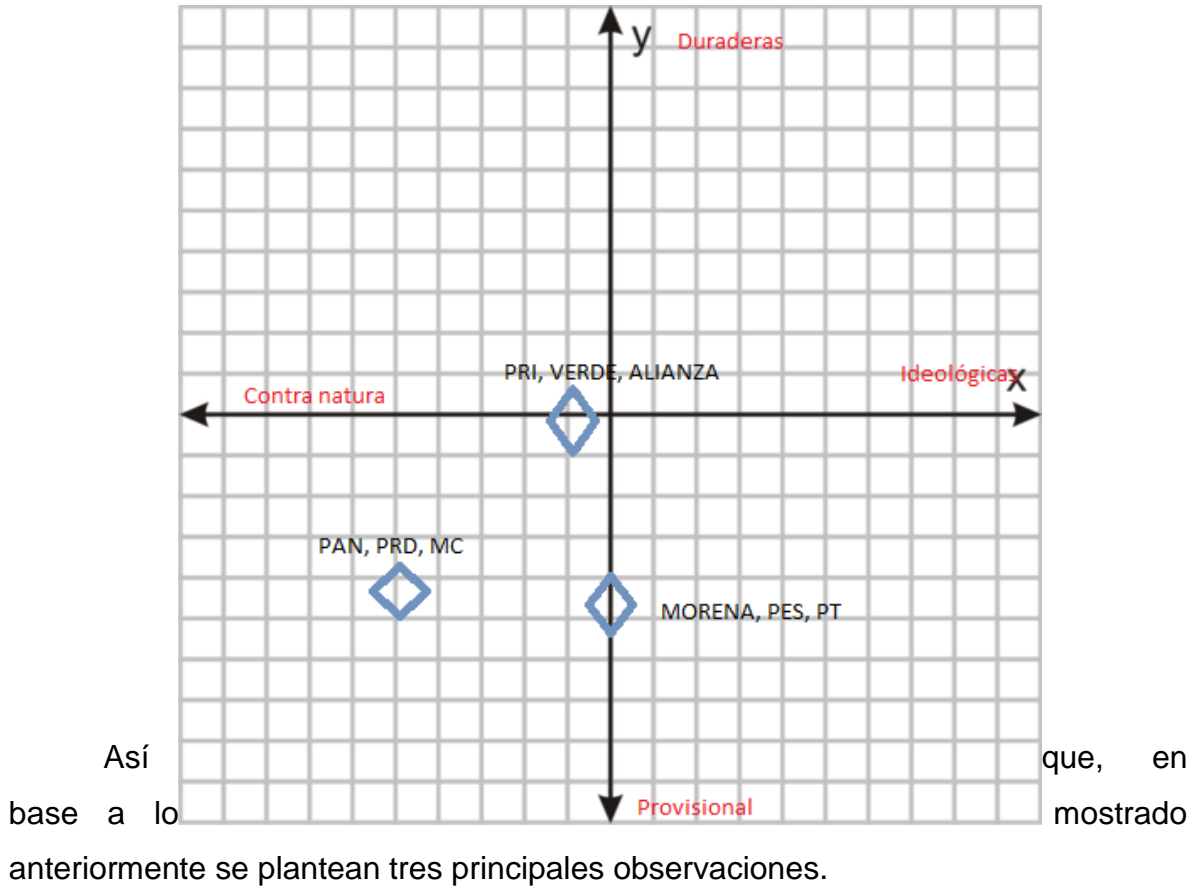 y Duraderas
PRI, VERDE, ALIANZA
Ideológicas
x
Contra natura
PAN, PRD, MC
MORENA, PES, PT
Provisional
Así que, en
base a lo mostrado
anteriormente se plantean tres principales observaciones.